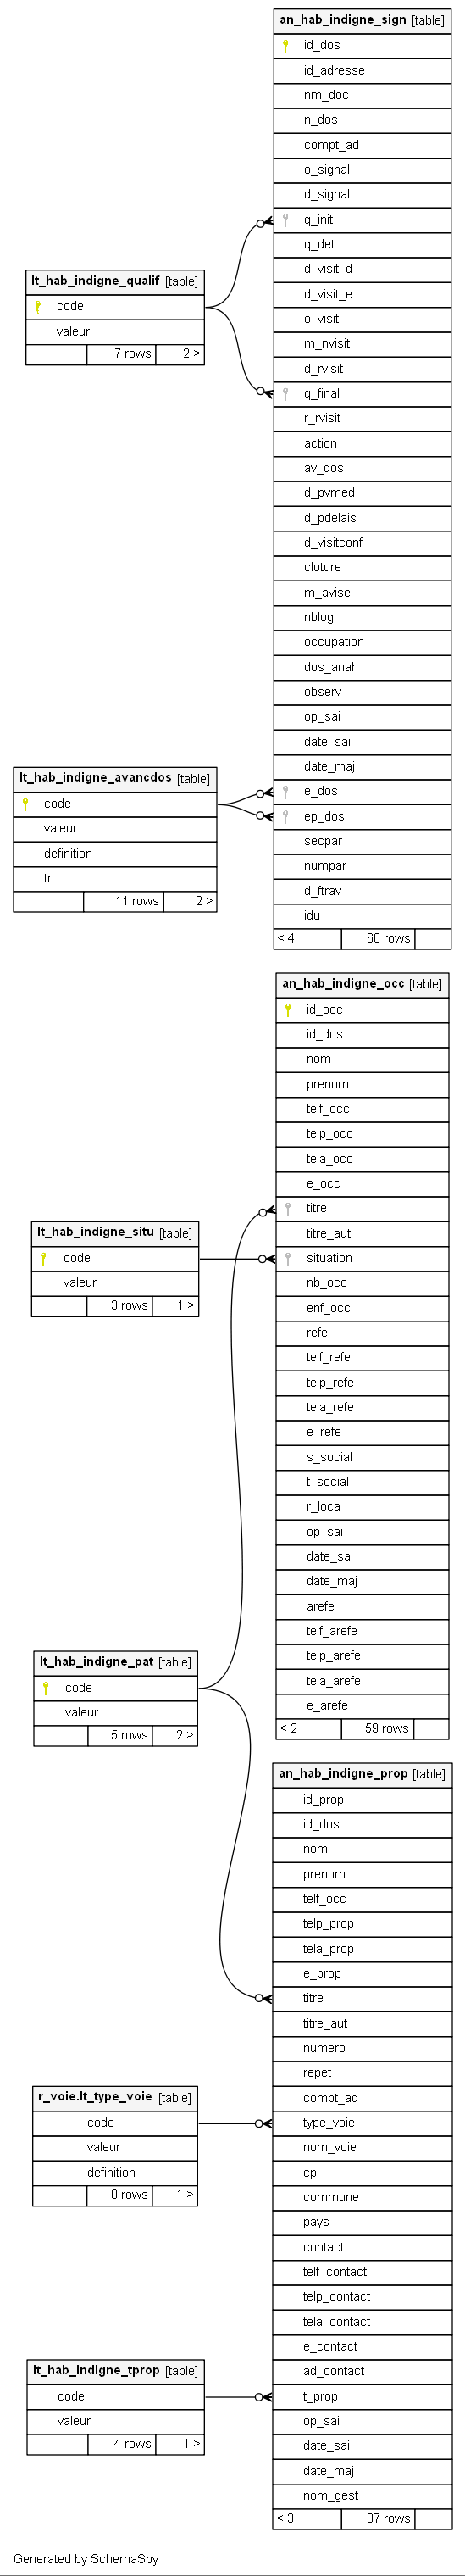 an_hab_indigne_sign [table]
id_dos
id_adresse
nm_doc
n_dos
compt_ad
o_signal
d_signal
q_init
q_det
d_visit_d
d_visit_e
o_visit
m_nvisit
d_rvisit
q_final
r_rvisit
action
av_dos
d_pvmed
d_pdelais
d_visitconf
cloture
m_avise
nblog
occupation
dos_anah
observ
op_sai
date_sai
date_maj
e_dos
ep_dos
secpar
numpar
d_ftrav
idu
< 4 60 rows
lt_hab_indigne_qualif [table]
code
valeur
7 rows 2 >
lt_hab_indigne_avancdos [table]
code
valeur
definition
tri
11 rows 2 >
an_hab_indigne_occ [table]
id_occ
id_dos
nom
prenom
telf_occ
telp_occ
tela_occ
e_occ
titre
titre_aut
situation
nb_occ
enf_occ
refe
telf_refe
telp_refe
tela_refe
e_refe
s_social
t_social
r_loca
op_sai
date_sai
date_maj
arefe
telf_arefe
telp_arefe
tela_arefe
e_arefe
< 2 59 rows
lt_hab_indigne_situ [table]
code
valeur
3 rows 1 >
lt_hab_indigne_pat [table]
code
valeur
5 rows 2 >
an_hab_indigne_prop [table]
id_prop
id_dos
nom
prenom
telf_occ
telp_prop
tela_prop
e_prop
titre
titre_aut
numero
repet
compt_ad
type_voie
nom_voie
cp
commune
pays
contact
telf_contact
telp_contact
tela_contact
e_contact
ad_contact
t_prop
op_sai
date_sai
date_maj
nom_gest
< 3 37 rows
r_voie.lt_type_voie [table]
code
valeur
definition
0 rows 1 >
lt_hab_indigne_tprop [table]
code
valeur
4 rows 1 >
Generated by SchemaSpy